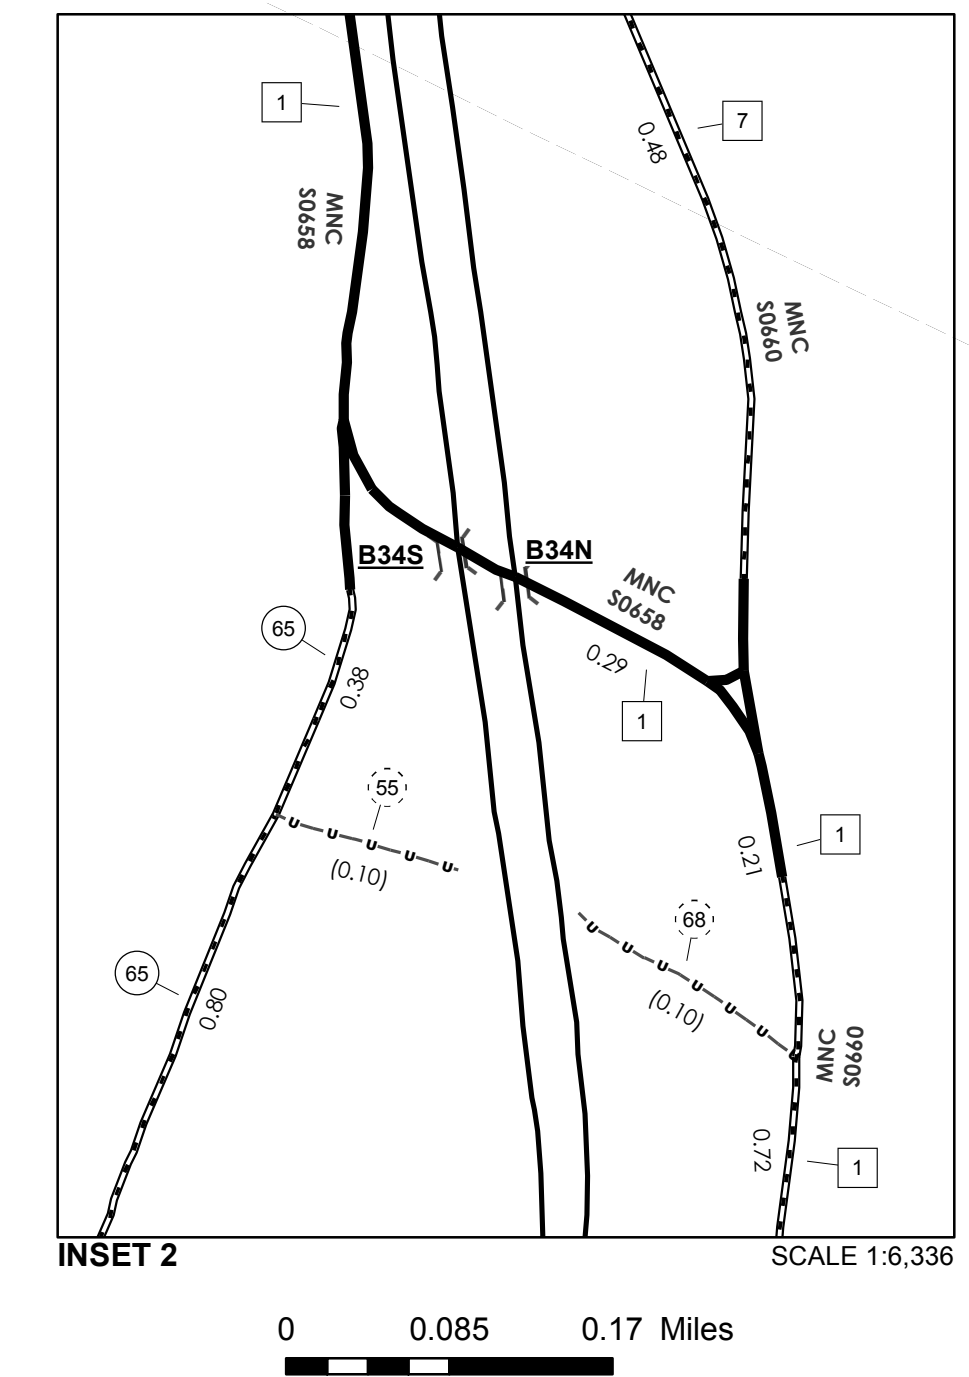 1
7
0.48
MNC
S0658
MNC
S0660
B34S
B34N
MNC
S0658
65
0.38
0.29
1
55
(0.10)
1
0.21
68
(0.10)
65
0.80
MNC
S0660
0.72
1
INSET 2
SCALE 1:6,336
0 0.085 0.17 Miles